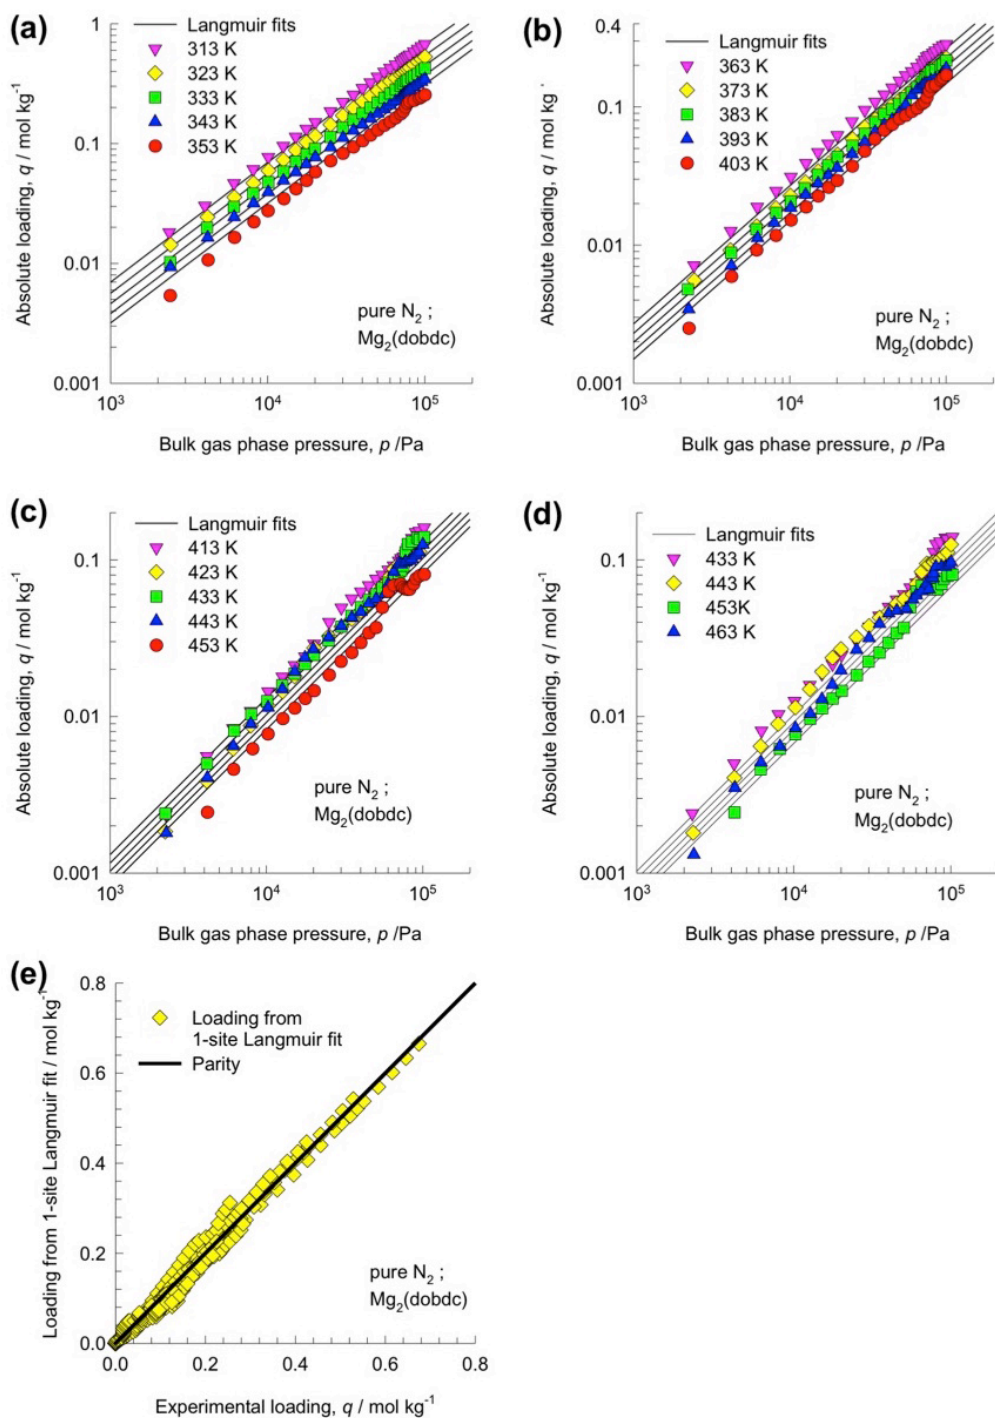 (a)
1
0.1
0.01
0.001
10³
10⁴
10⁵
Absolute loading, q / mol kg⁻¹
Langmuir fits
313 K
323 K
333 K
343 K
353 K
pure N₂ ;
Mg₂(dobdc)
Bulk gas phase pressure, p /Pa
(b)
0.4
0.1
0.01
0.001
10³
10⁴
10⁵
Absolute loading, q / mol kg⁻
Langmuir fits
363 K
373 K
383 K
393 K
403 K
pure N₂ ;
Mg₂(dobdc)
Bulk gas phase pressure, p /Pa
(c)
0.1
0.01
0.001
10³
10⁴
10⁵
Absolute loading, q / mol kg⁻¹
Langmuir fits
413 K
423 K
433 K
443 K
453 K
pure N₂ ;
Mg₂(dobdc)
Bulk gas phase pressure, p /Pa
(d)
0.1
0.01
0.001
10³
10⁴
10⁵
Absolute loading, q / mol kg⁻¹
Langmuir fits
433 K
443 K
453K
463 K
pure N₂ ;
Mg₂(dobdc)
Bulk gas phase pressure, p /Pa
(e)
0.8
0.6
0.4
0.2
0.0
0.0
0.2
0.4
0.6
0.8
Loading from 1-site Langmuir fit / mol kg⁻¹
Loading from
1-site Langmuir fit
Parity
pure N₂ ;
Mg₂(dobdc)
Experimental loading, q / mol kg⁻¹